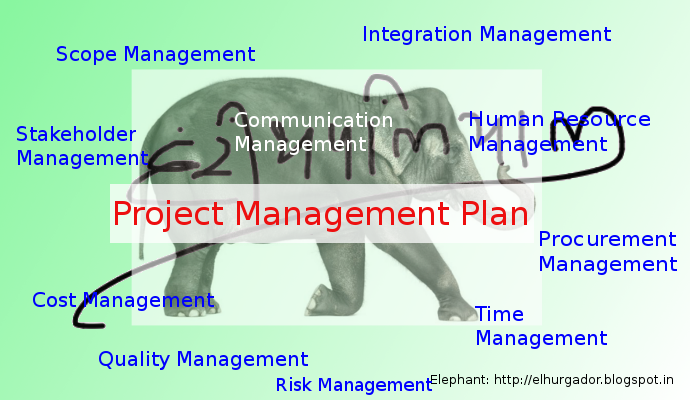 Integration Management
Scope Management
Communication
Management
Human Resource
Management
Stakeholder
Management
Project Management Plan
Procurement
Management
Cost Management
Time
Management
Quality Management
Risk Management
Elephant: http://elhurgador.blogspot.in